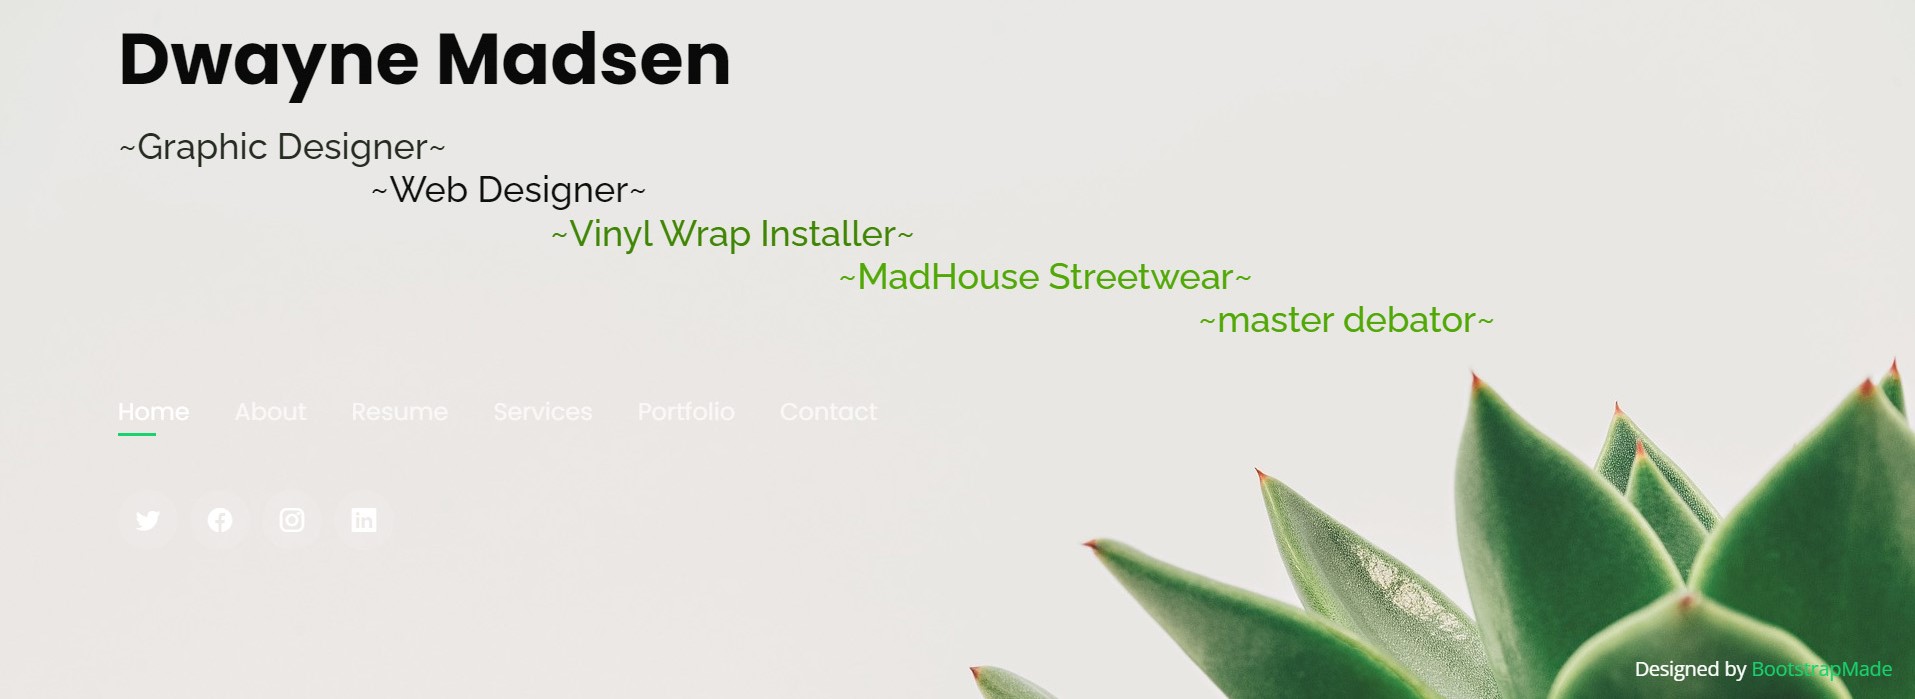 Dwayne Madsen
~Graphic Designer~
~Web Designer~
~Vinyl Wrap Installer~
~MadHouse Streetwear~
~master debator~
Home About Resume Services Portfolio Contact
in
Designed by BootstrapMade